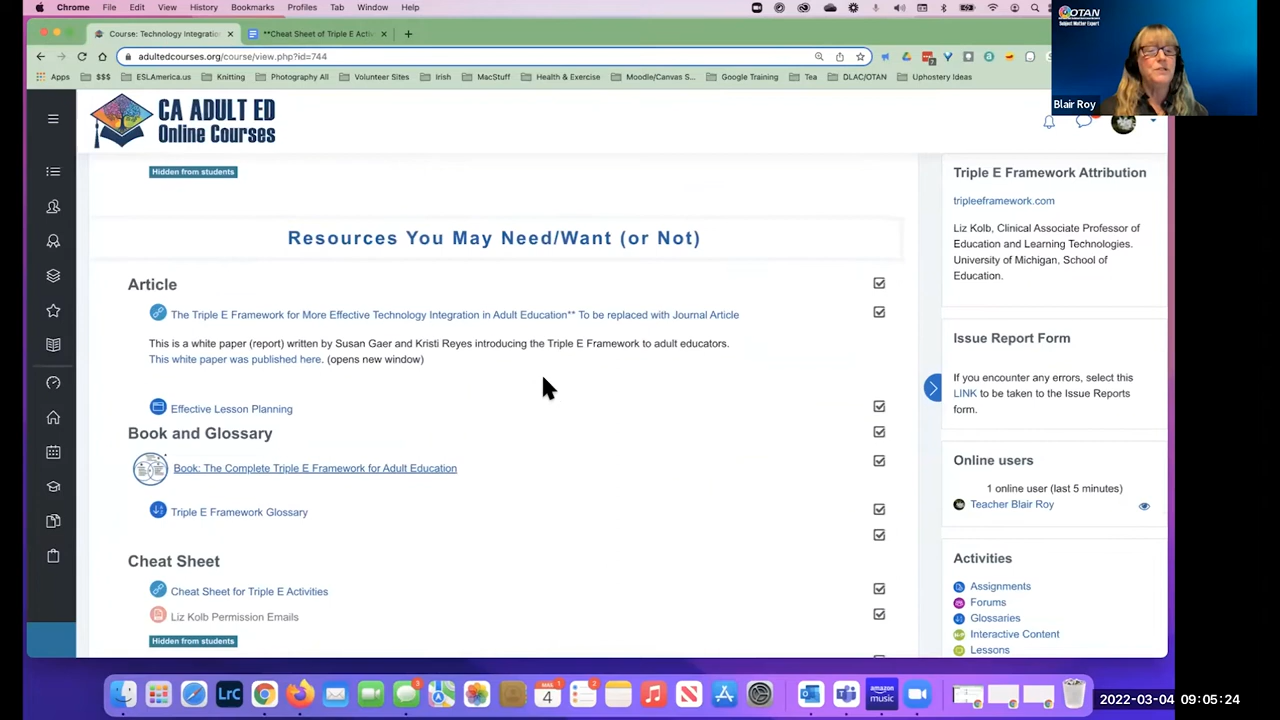 Chrome File Edit View History Bookmarks Profiles Tab Window Help
Course: Technology Integratio
**Cheat Sheet of Triple E Activ
adultedcourses.org/course/view.php?id=744
Apps $$$ ESLAmerica.us Knitting Photography All Volunteer Sites Irish MacStuff Health & Exercise Moodle/Canvas S... Google Training Tea DLAC/OTAN Uphostery Ideas
OTAN
Subject Matter Expert
Blair Roy
CA ADULT ED
Online Courses
Hidden from students
Resources You May Need/Want (or Not)
Article
The Triple E Framework for More Effective Technology Integration in Adult Education** To be replaced with Journal Article
This is a white paper (report) written by Susan Gaer and Kristi Reyes introducing the Triple E Framework to adult educators.
This white paper was published here. (opens new window)
Effective Lesson Planning
Book and Glossary
Book: The Complete Triple E Framework for Adult Education
Triple E Framework Glossary
Cheat Sheet
Cheat Sheet for Triple E Activities
Liz Kolb Permission Emails
Hidden from students
Triple E Framework Attribution
tripleeframework.com
Liz Kolb, Clinical Associate Professor of
Education and Learning Technologies.
University of Michigan, School of
Education.
Issue Report Form
If you encounter any errors, select this
LINK to be taken to the Issue Reports
form.
Online users
1 online user (last 5 minutes)
Teacher Blair Roy
Activities
Assignments
Forums
Glossaries
Interactive Content
Lessons
LrC
MAR
4
amazon
music
2022-03-04 09:05:24